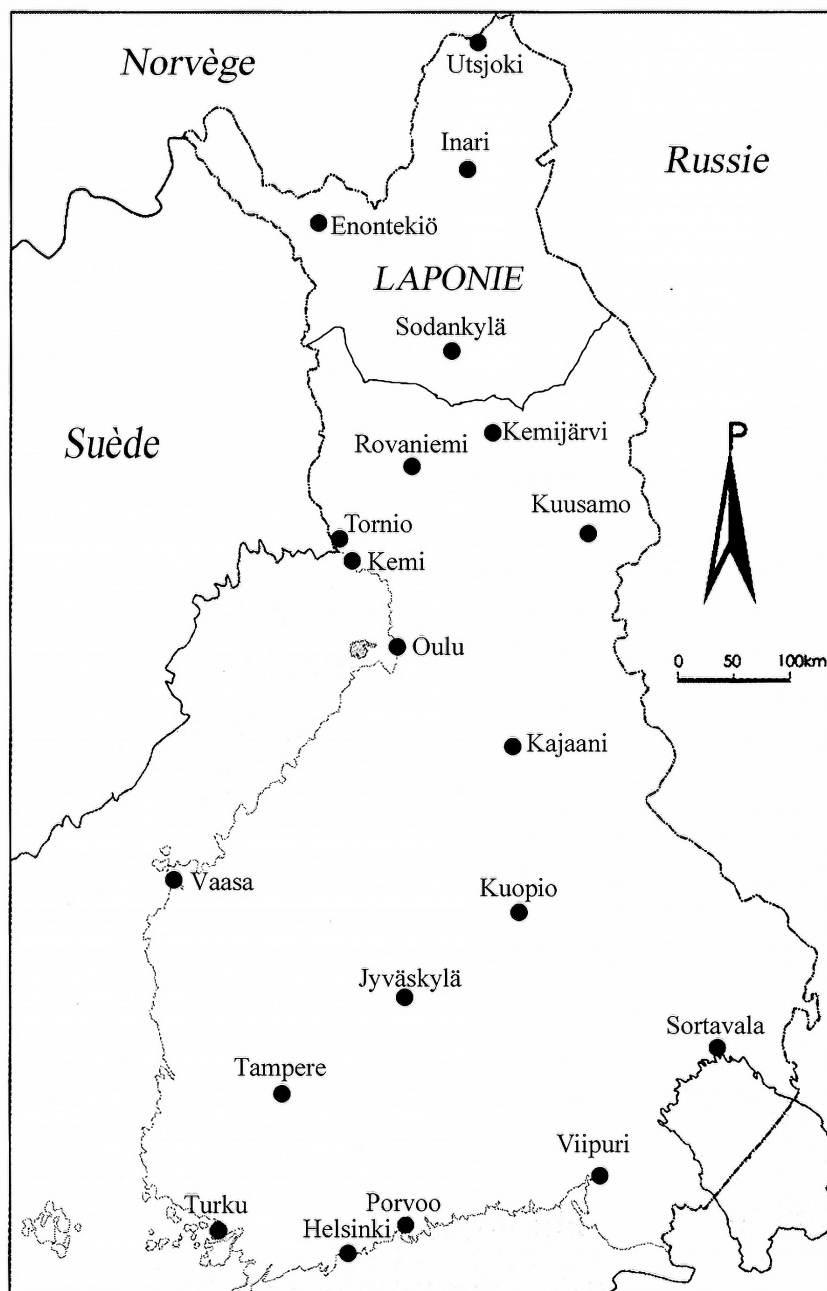 Norvège
Utsjoki
Inari
Russie
Enontekiö
LAPONIE
Sodankylä
Suède
Kemijärvi
Rovaniemi
P
Kuusamo
Tornio
Kemi
Oulu
0 50 100km
Kajaani
Vaasa
Kuopio
Jyväskylä
Sortavala
Tampere
Viipuri
Turku
Porvoo
Helsinki